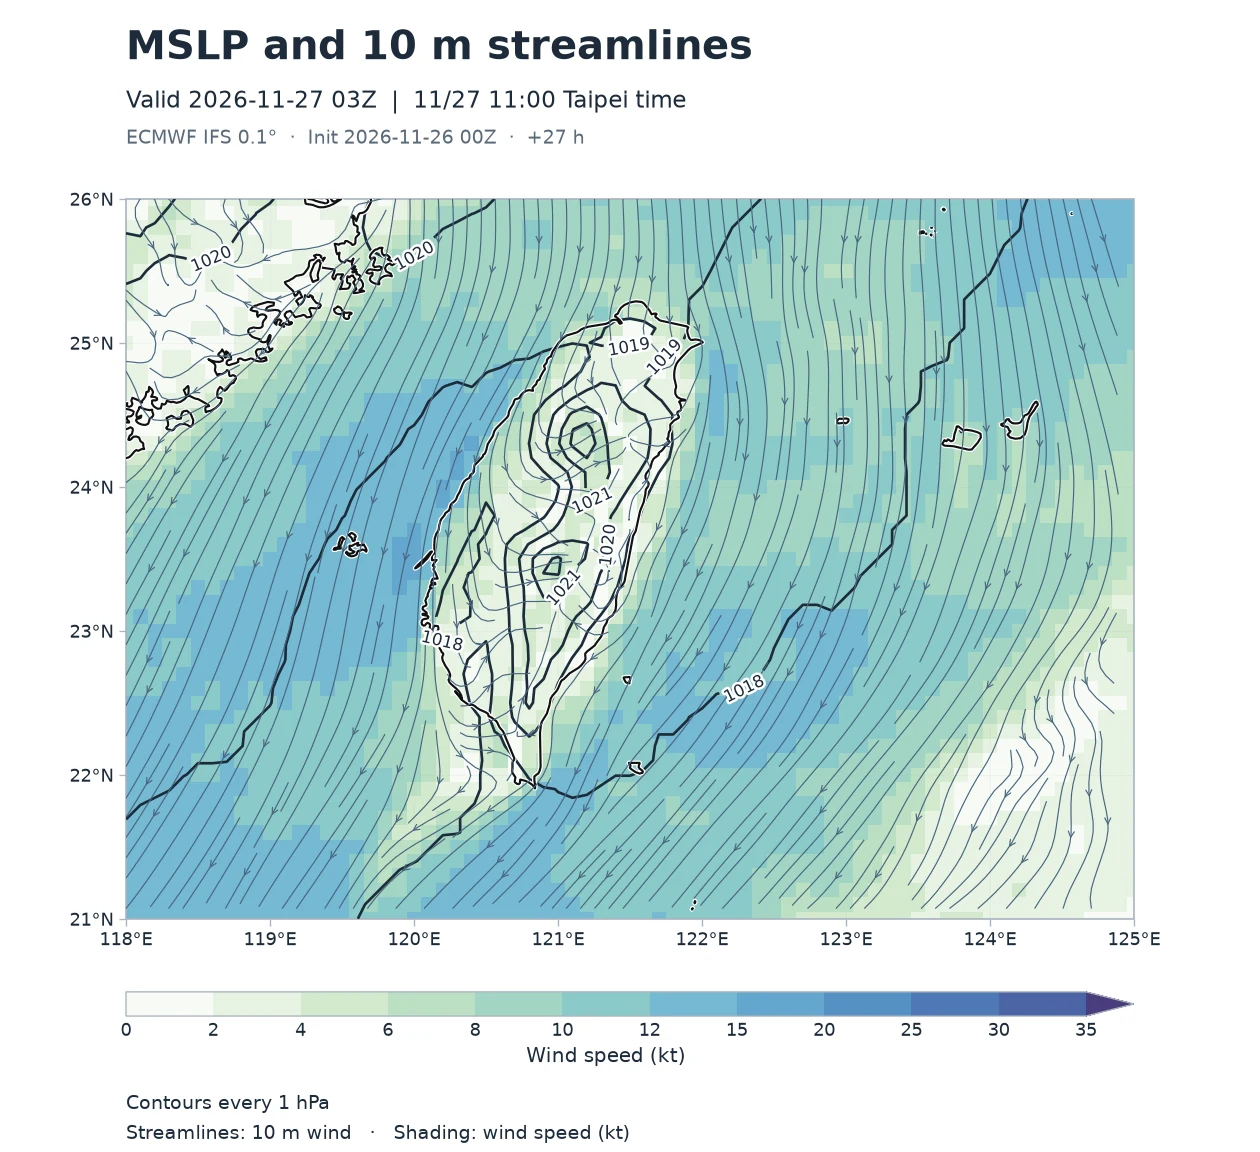 MSLP and 10 m streamlines
Valid 2026-11-27 03Z | 11/27 11:00 Taipei time
ECMWF IFS 0.1° · Init 2026-11-26 00Z · +27 h
26°N
25°N
24°N
23°N
22°N
21°N
1020
1020
1019
1019
1021
1020
1021
1018
1018
118°E 119°E 120°E 121°E 122°E 123°E 124°E 125°E
0 2 4 6 8 10 12 15 20 25 30 35
Wind speed (kt)
Contours every 1 hPa
Streamlines: 10 m wind · Shading: wind speed (kt)